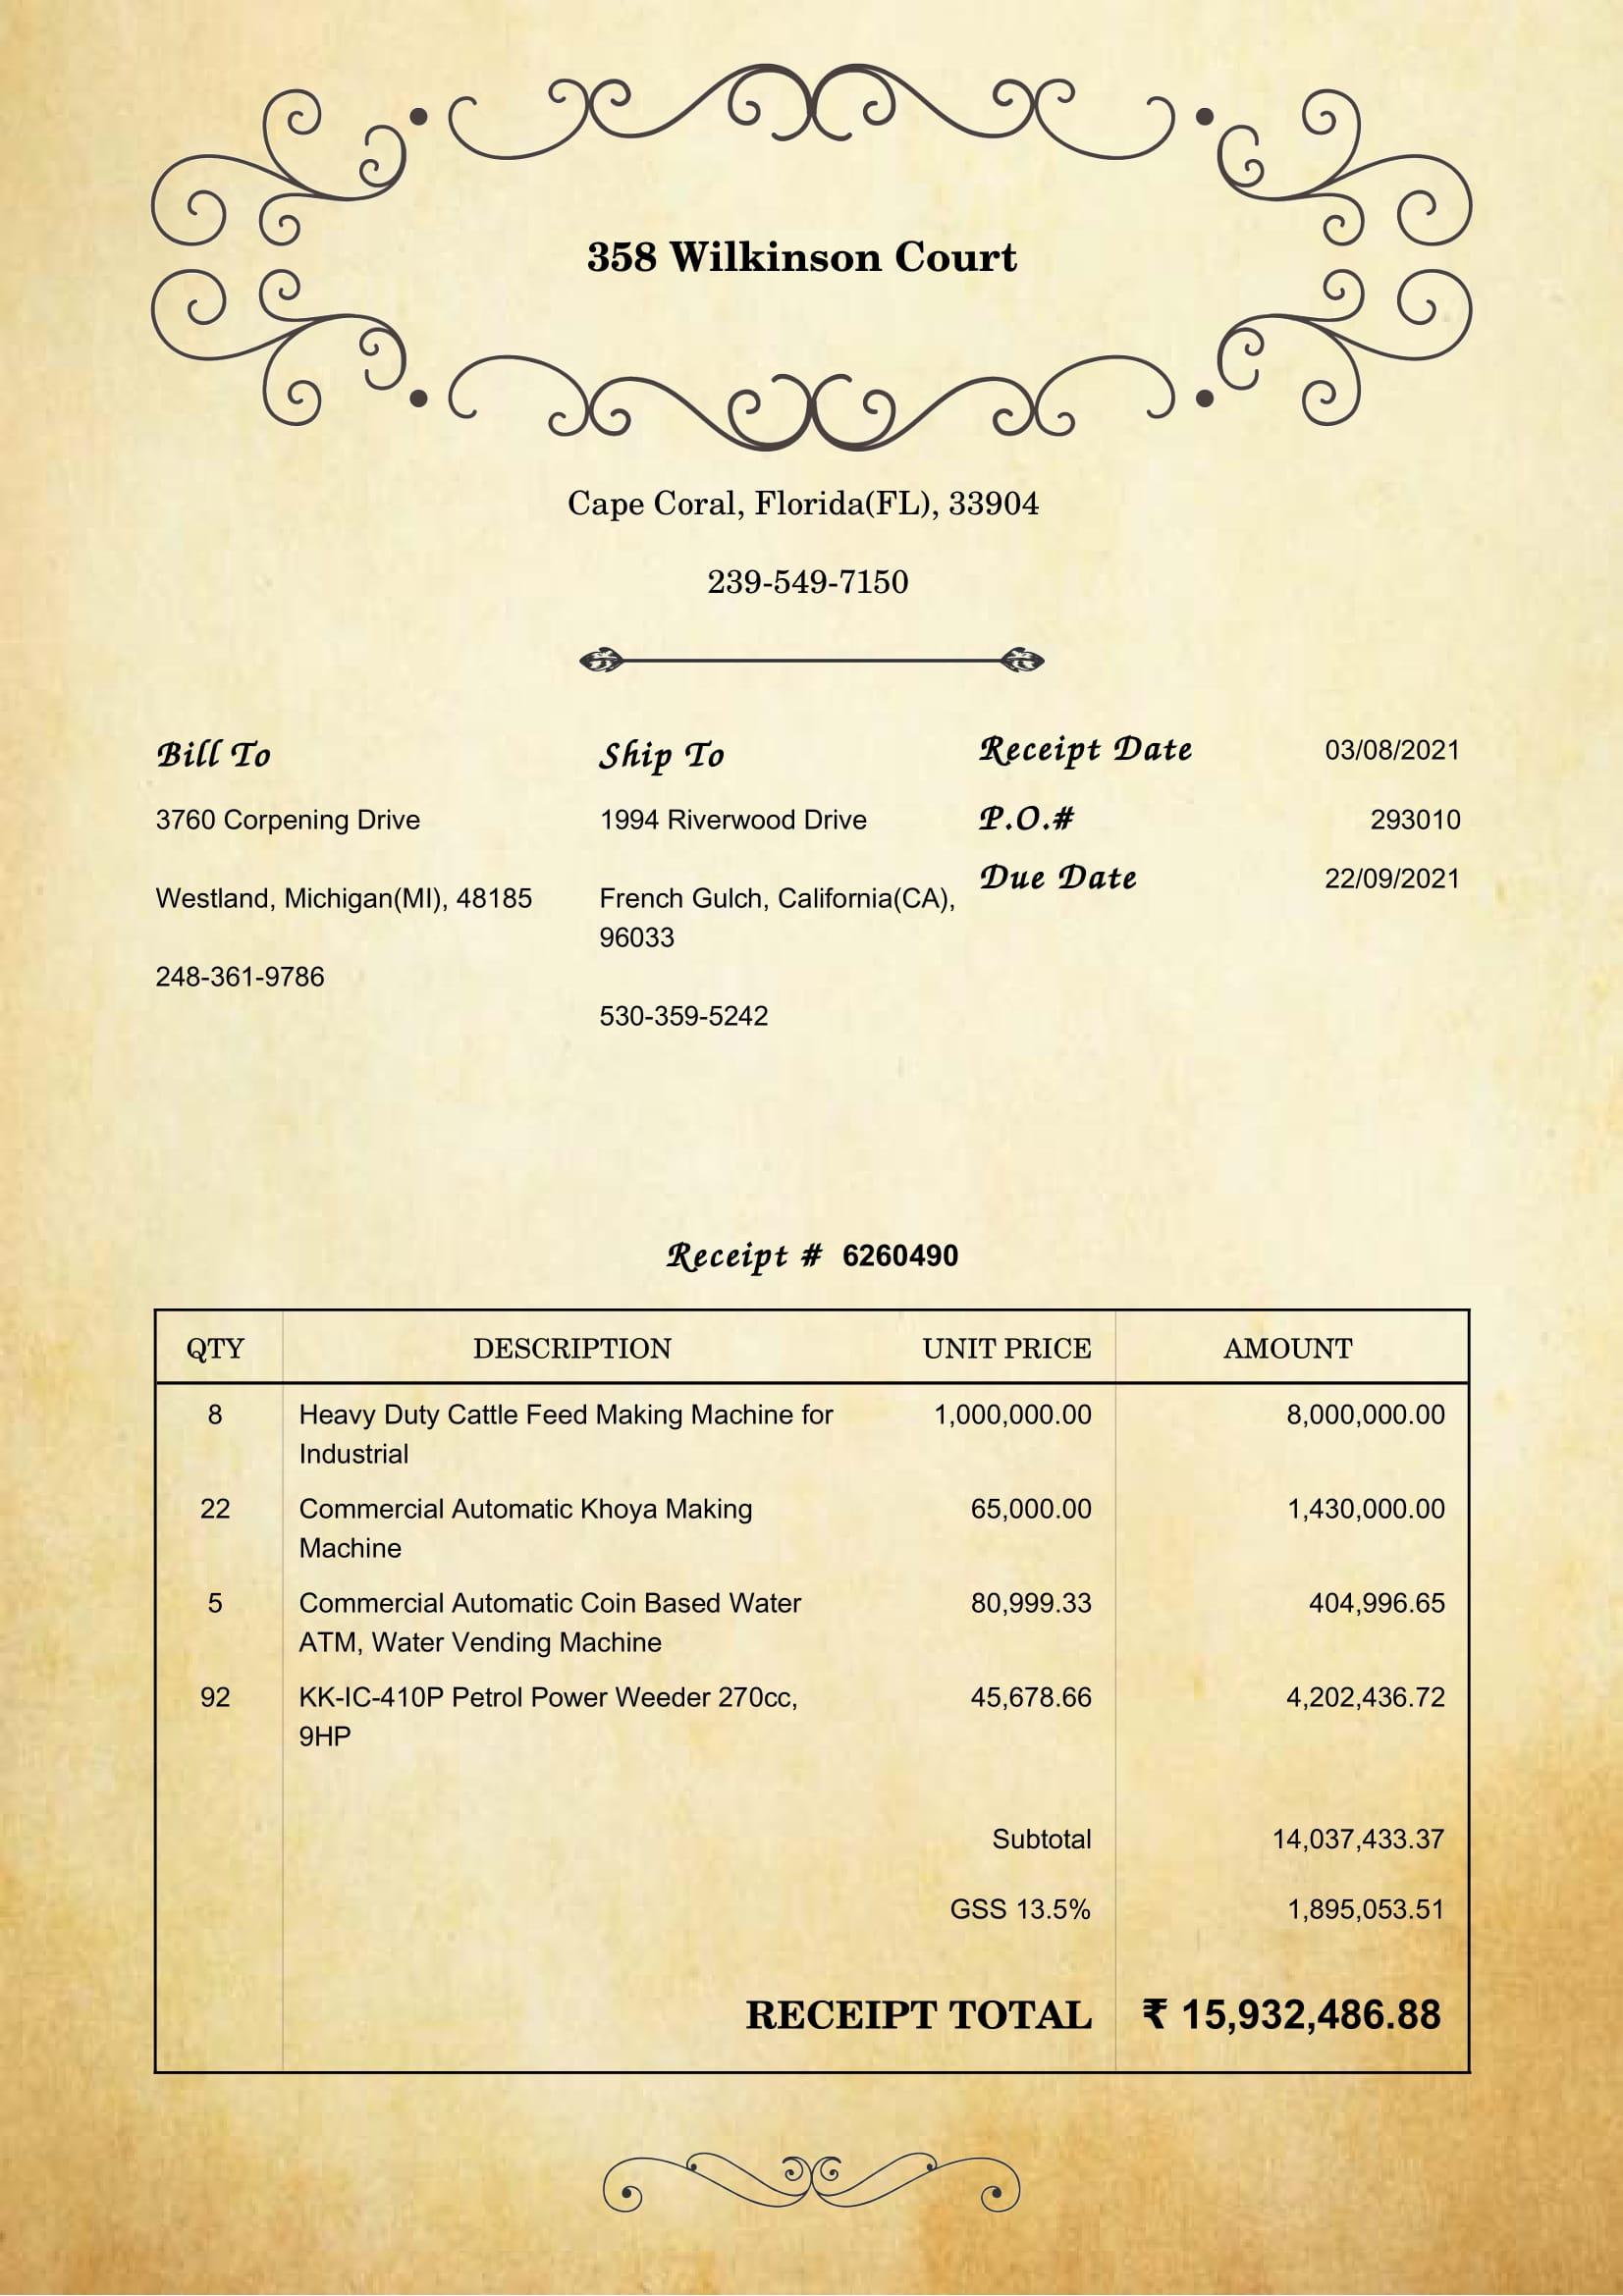 358 Wilkinson Court
Cape Coral, Florida(FL), 33904
239-549-7150
Bill To
3760 Corpening Drive
Westland, Michigan(MI), 48185
248-361-9786
Ship To
1994 Riverwood Drive
French Gulch, California(CA),
96033
530-359-5242
Receipt Date 03/08/2021
P.O.# 293010
Due Date 22/09/2021
Receipt # 6260490
QTY DESCRIPTION UNIT PRICE AMOUNT
8 Heavy Duty Cattle Feed Making Machine for 1,000,000.00 8,000,000.00
Industrial
22 Commercial Automatic Khoya Making 65,000.00 1,430,000.00
Machine
5 Commercial Automatic Coin Based Water 80,999.33 404,996.65
ATM, Water Vending Machine
92 KK-IC-410P Petrol Power Weeder 270cc, 45,678.66 4,202,436.72
9HP
Subtotal 14,037,433.37
GSS 13.5% 1,895,053.51
RECEIPT TOTAL ₹ 15,932,486.88